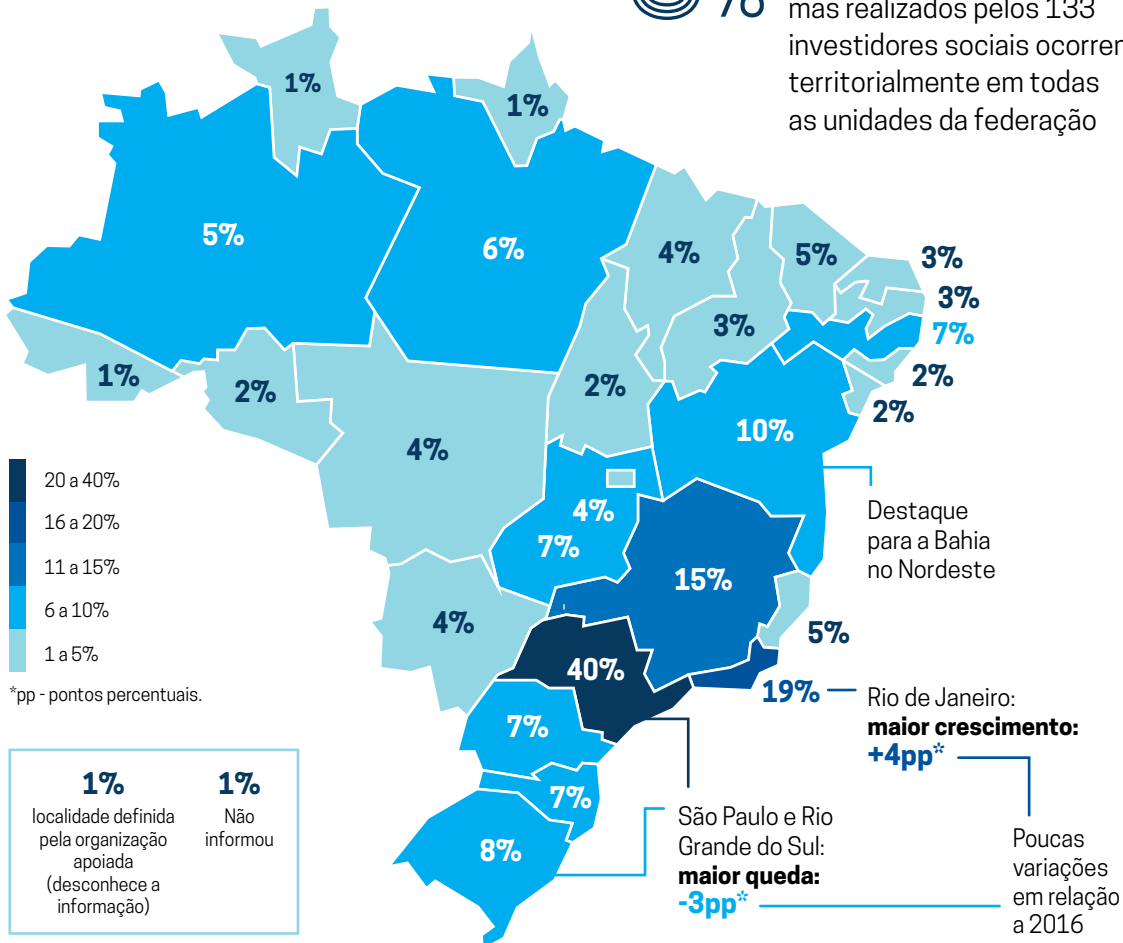 %
mas realizados pelos 133
investidores sociais ocorrem
territorialmente em todas
as unidades da federação
1%
1%
5%
6%
4%
5%
3%
3%
3%
7%
1%
2%
2%
2%
2%
4%
10%
4%
7%
15%
4%
5%
40%
19%
7%
7%
8%
20 a 40%
16 a 20%
11 a 15%
6 a 10%
1 a 5%
*pp - pontos percentuais.
1%
localidade definida
pela organização
apoiada
(desconhece a
informação)
1%
Não
informou
Destaque
para a Bahia
no Nordeste
Rio de Janeiro:
maior crescimento:
+4pp*
São Paulo e Rio
Grande do Sul:
maior queda:
-3pp*
Poucas
variações
em relação
a 2016